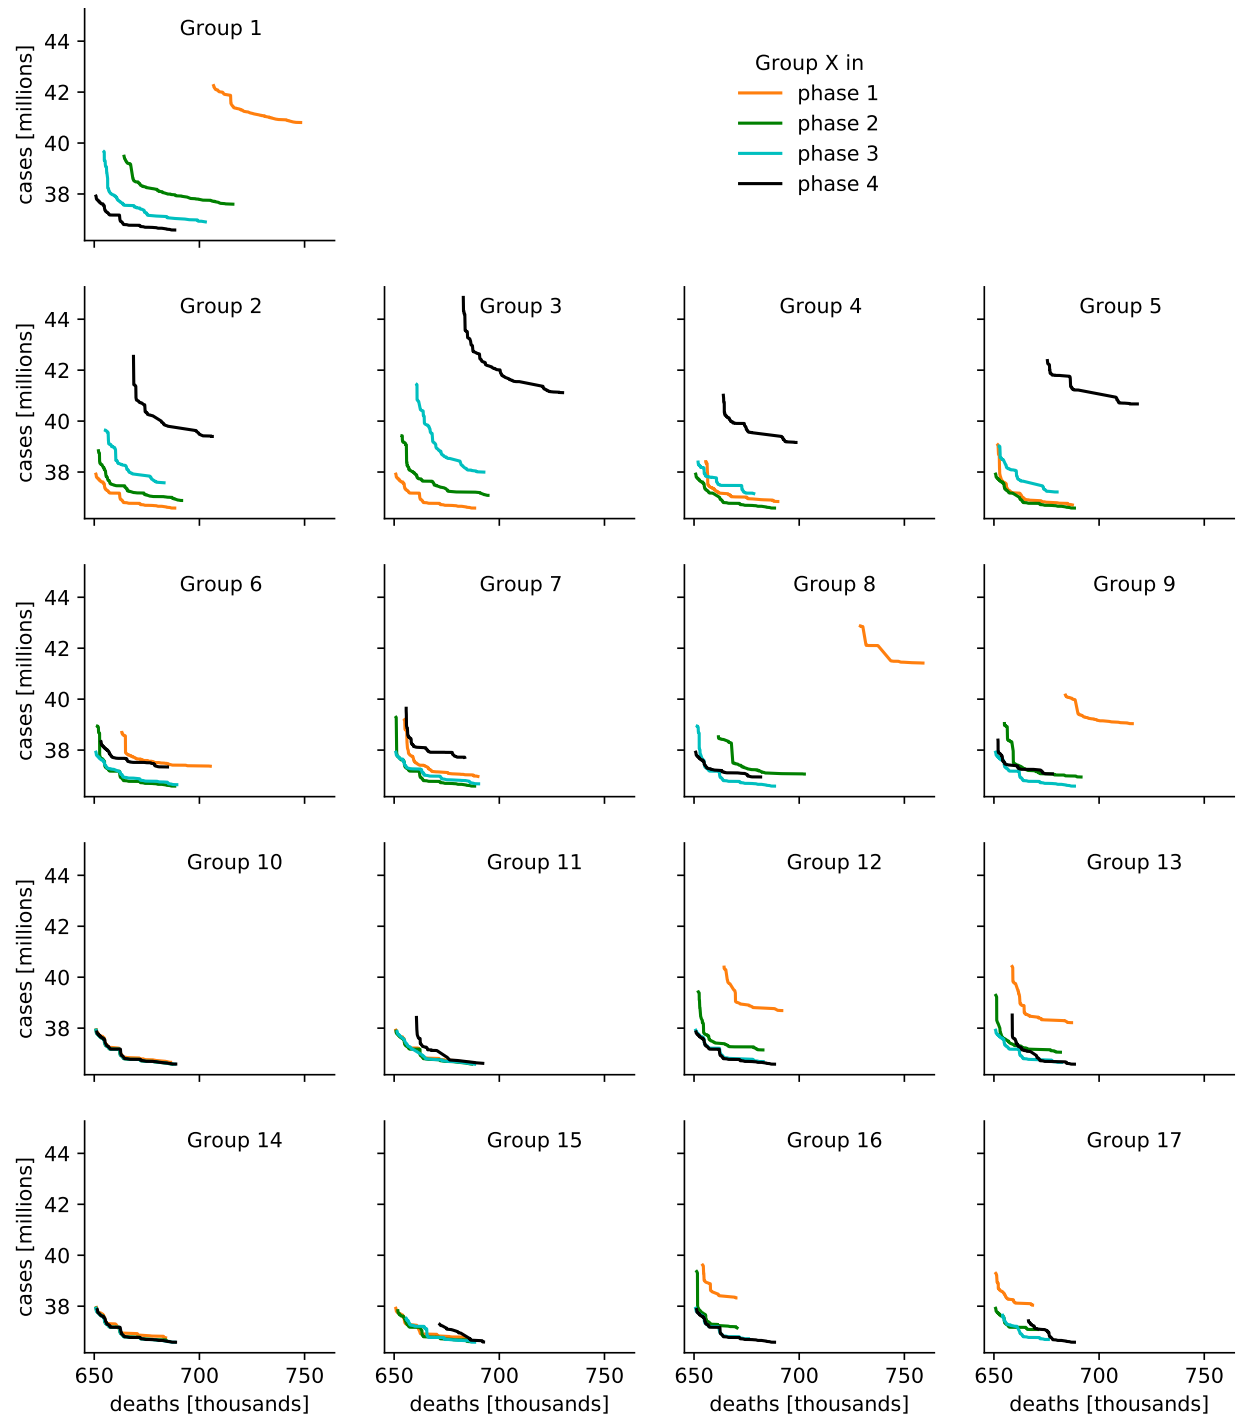 Group 1
44
42
40
38
cases [millions]
Group X in
phase 1
phase 2
phase 3
phase 4
Group 2
Group 3
Group 4
Group 5
44
42
40
38
cases [millions]
Group 6
Group 7
Group 8
Group 9
44
42
40
38
cases [millions]
Group 10
Group 11
Group 12
Group 13
44
42
40
38
cases [millions]
Group 14
Group 15
Group 16
Group 17
44
42
40
38
cases [millions]
650 700 750
650 700 750
650 700 750
650 700 750
deaths [thousands]
deaths [thousands]
deaths [thousands]
deaths [thousands]